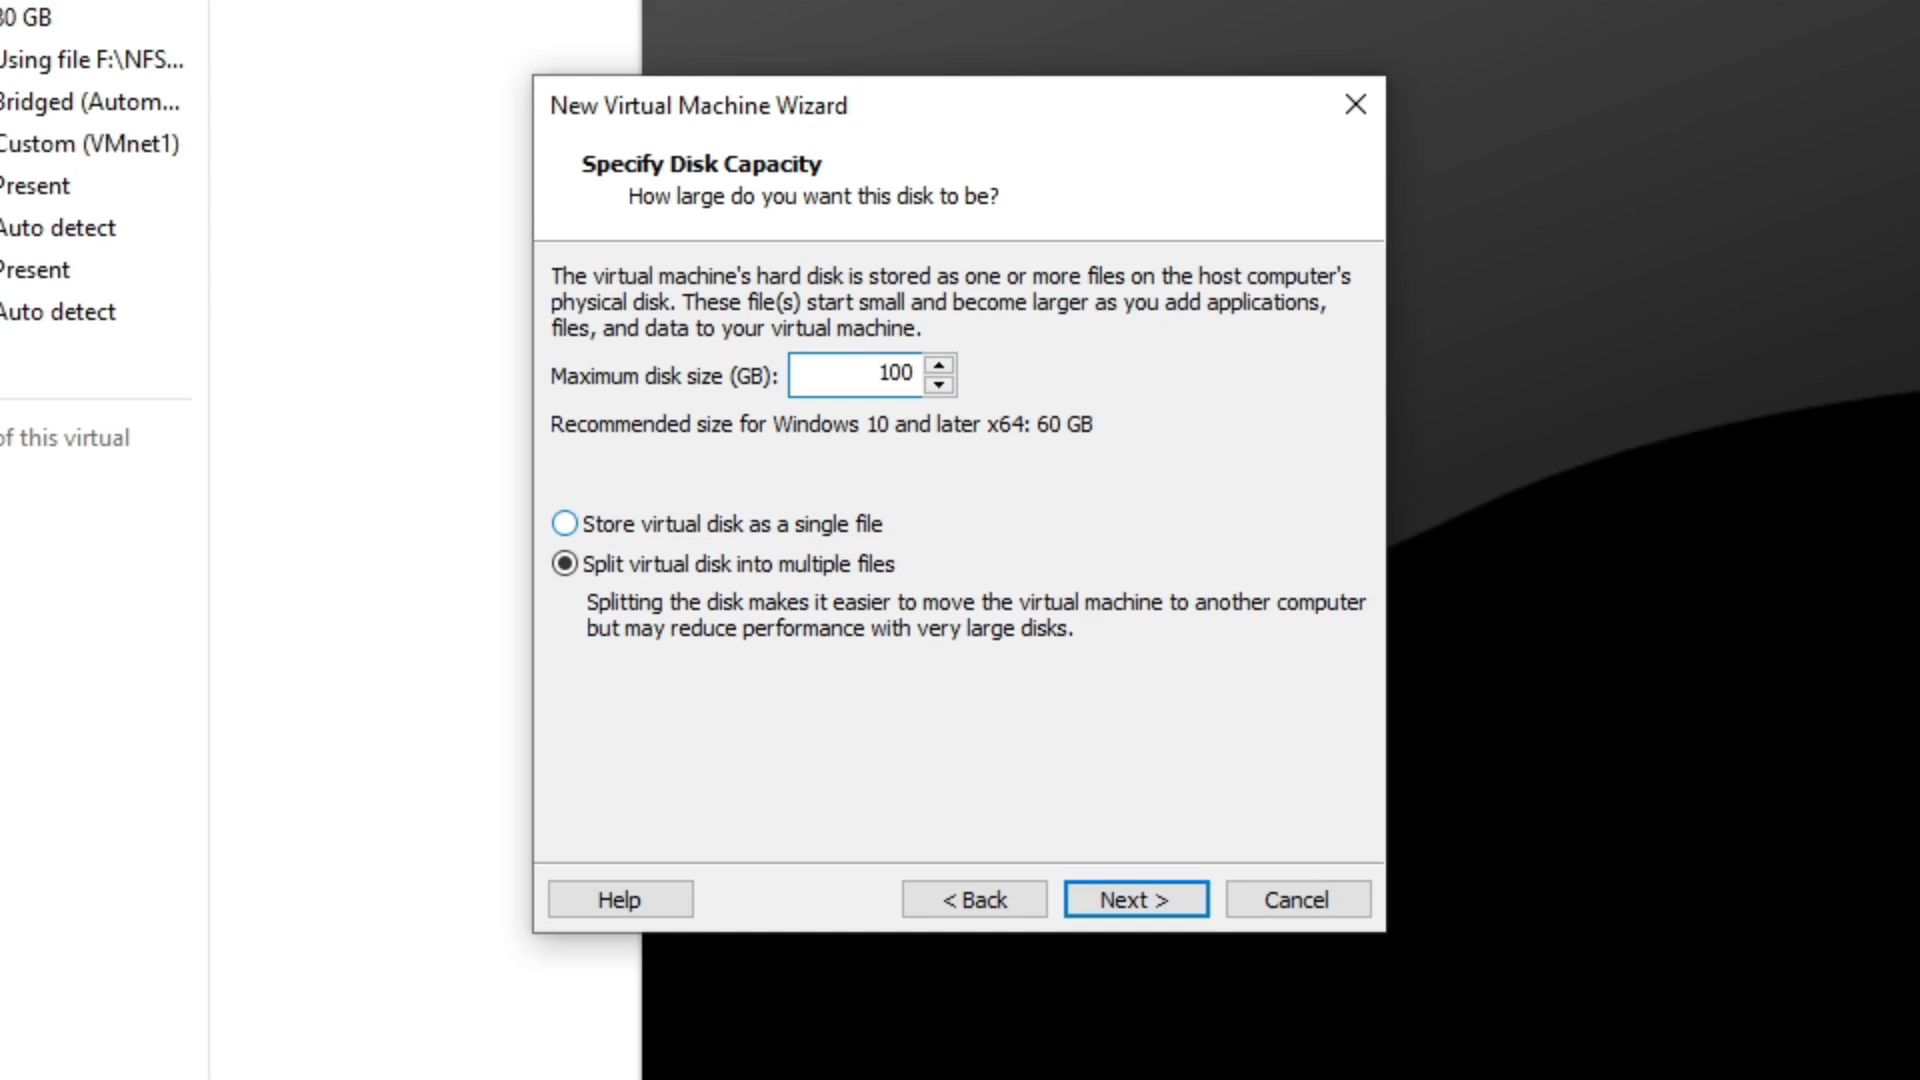 80 GB
Using file F:\NFS...
Bridged (Autom...
Custom (VMnet1)
Present
Auto detect
Present
Auto detect
of this virtual
New Virtual Machine Wizard
Specify Disk Capacity
How large do you want this disk to be?
The virtual machine's hard disk is stored as one or more files on the host computer's
physical disk. These file(s) start small and become larger as you add applications,
files, and data to your virtual machine.
Maximum disk size (GB): 100
Recommended size for Windows 10 and later x64: 60 GB
Store virtual disk as a single file
Split virtual disk into multiple files
Splitting the disk makes it easier to move the virtual machine to another computer
but may reduce performance with very large disks.
Help < Back Next > Cancel